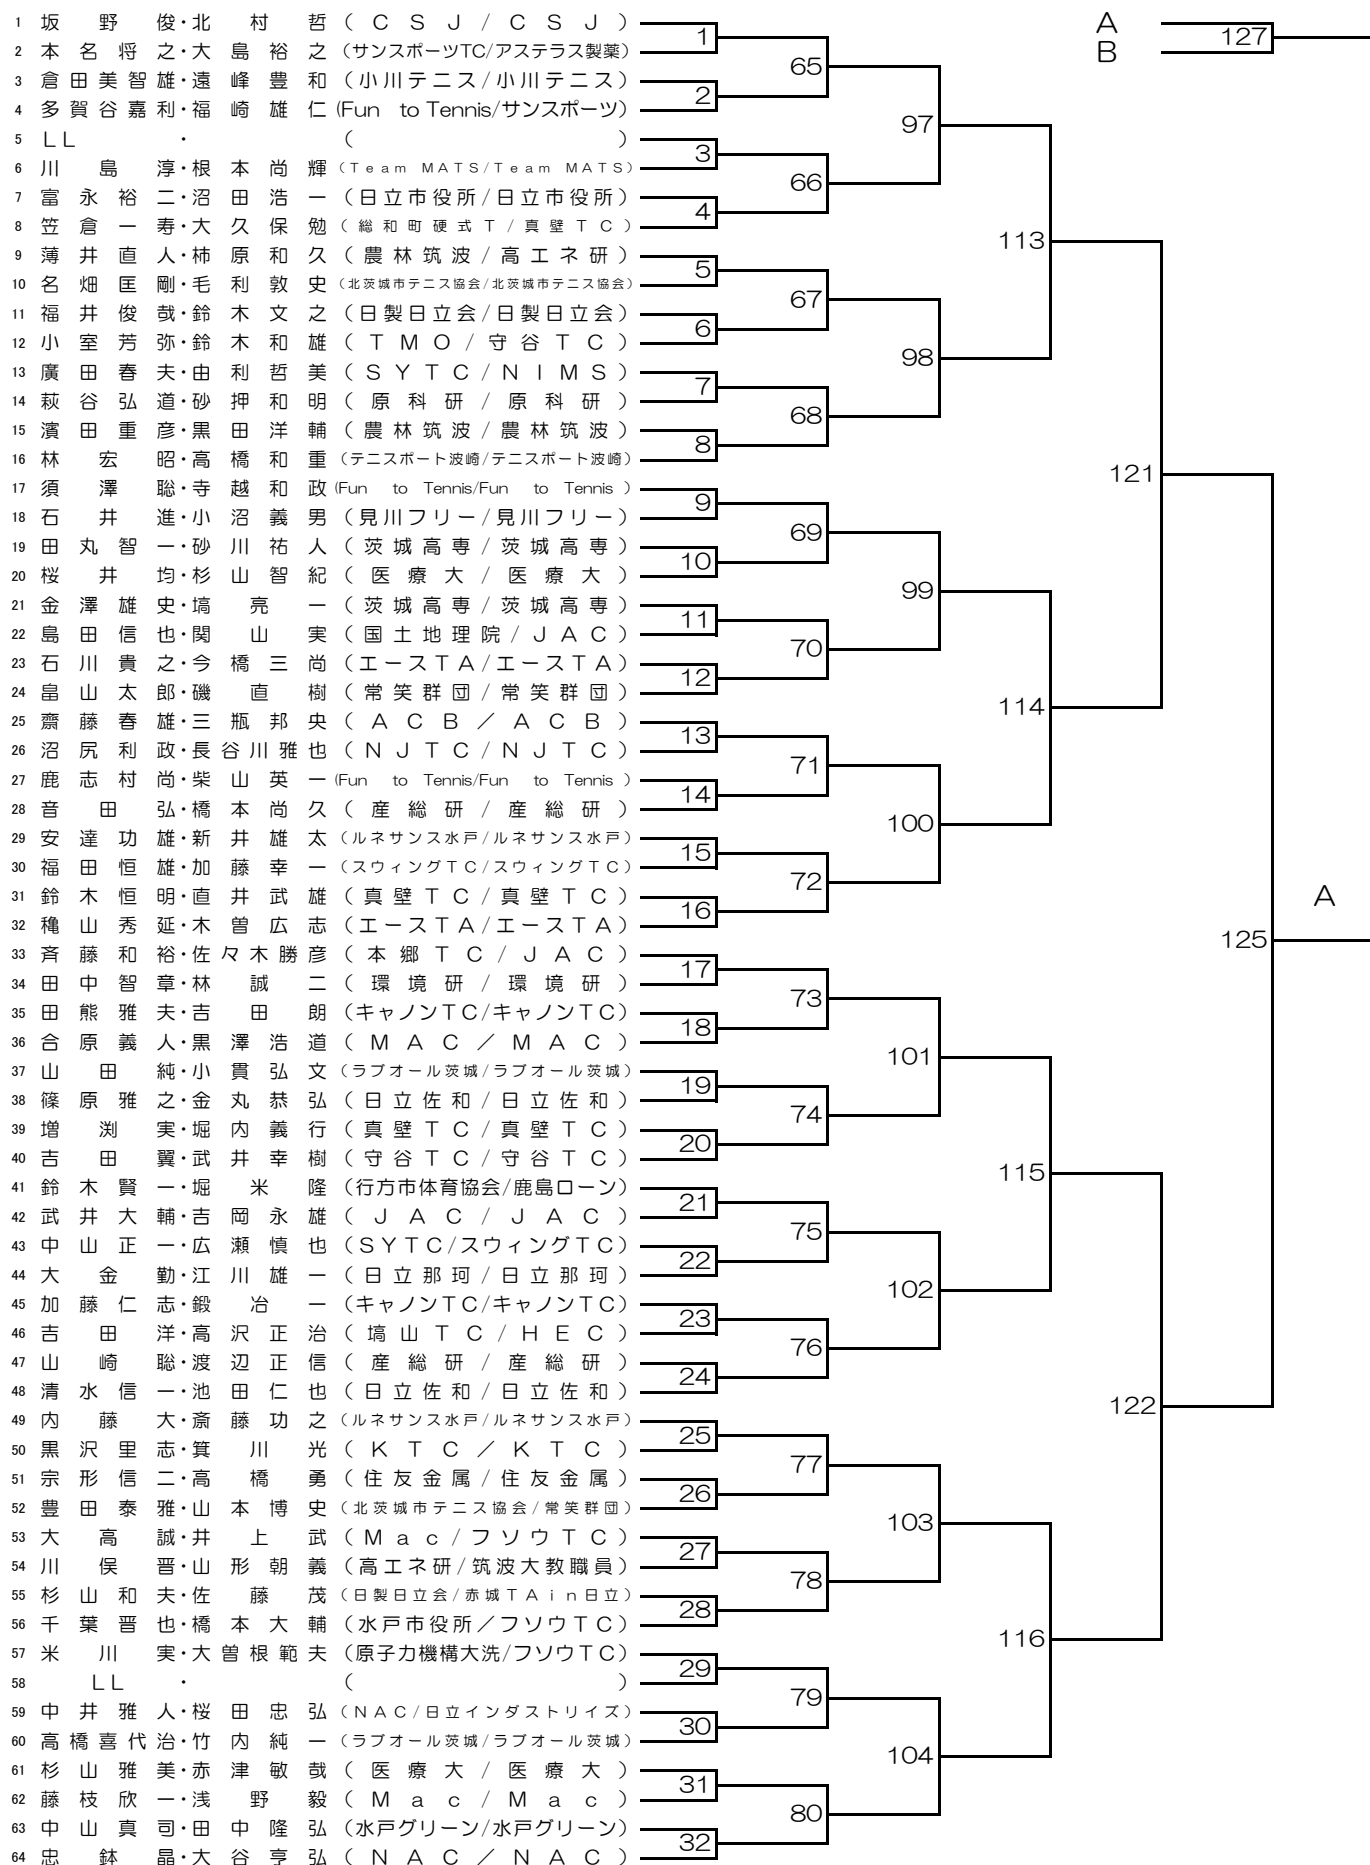 1 坂野俊・北村哲 (CSJ/CSJ)
2 本名将之・大島裕之 (サンスポーツTC/アステラス製薬)
3 倉田美智雄・遠峰豊和 (小川テニス/小川テニス)
4 多賀谷嘉利・福崎雄仁 (Fun to Tennis/サンスポーツ)
5 LL ・ ( )
6 川島淳・根本尚輝 (Team MATS/Team MATS)
7 富永裕二・沼田浩一 (日立市役所/日立市役所)
8 笠倉一寿・大久保勉 (総和町硬式T/真壁TC)
9 薄井直人・柿原和久 (農林筑波/高エネ研)
10 名畑匡剛・毛利敦史 (北茨城市テニス協会/北茨城市テニス協会)
11 福井俊哉・鈴木文之 (日製日立会/日製日立会)
12 小室芳弥・鈴木和雄 (TMO/守谷TC)
13 廣田春夫・由利哲美 (SYTC/NIMS)
14 萩谷弘道・砂押和明 (原科研/原科研)
15 濱田重彦・黒田洋輔 (農林筑波/農林筑波)
16 林宏昭・高橋和重 (テニスポート波崎/テニスポート波崎)
17 須澤聡・寺越和政 (Fun to Tennis/Fun to Tennis)
18 石井進・小沼義男 (見川フリー/見川フリー)
19 田丸智一・砂川祐人 (茨城高専/茨城高専)
20 桜井均・杉山智紀 (医療大/医療大)
21 金澤雄史・塙亮一 (茨城高専/茨城高専)
22 島田信也・関山実 (国土地理院/JAC)
23 石川貴之・今橋三尚 (エースTA/エースTA)
24 畠山太郎・磯直樹 (常笑群団/常笑群団)
25 齋藤春雄・三瓶邦央 (ACB/ACB)
26 沼尻利政・長谷川雅也 (NJTC/NJTC)
27 鹿志村尚・柴山英一 (Fun to Tennis/Fun to Tennis)
28 音田弘・橋本尚久 (産総研/産総研)
29 安達功雄・新井雄太 (ルネサンス水戸/ルネサンス水戸)
30 福田恒雄・加藤幸一 (スウィングTC/スウィングTC)
31 鈴木恒明・直井武雄 (真壁TC/真壁TC)
32 穐山秀延・木曽広志 (エースTA/エースTA)
33 斉藤和裕・佐々木勝彦 (本郷TC/JAC)
34 田中智章・林誠二 (環境研/環境研)
35 田熊雅夫・吉田朗 (キャノンTC/キャノンTC)
36 合原義人・黒澤浩道 (MAC/MAC)
37 山田純・小貫弘文 (ラブオール茨城/ラブオール茨城)
38 篠原雅之・金丸恭弘 (日立佐和/日立佐和)
39 増渕実・堀内義行 (真壁TC/真壁TC)
40 吉田翼・武井幸樹 (守谷TC/守谷TC)
41 鈴木賢一・堀米隆 (行方市体育協会/鹿島ローン)
42 武井大輔・吉岡永雄 (JAC/JAC)
43 中山正一・広瀬慎也 (SYTC/スウィングTC)
44 大金勤・江川雄一 (日立那珂/日立那珂)
45 加藤仁志・鍛冶一 (キャノンTC/キャノンTC)
46 吉田洋・高沢正治 (塙山TC/HEC)
47 山崎聡・渡辺正信 (産総研/産総研)
48 清水信一・池田仁也 (日立佐和/日立佐和)
49 内藤大・斎藤功之 (ルネサンス水戸/ルネサンス水戸)
50 黒沢里志・箕川光 (KTC/KTC)
51 宗形信二・高橋勇 (住友金属/住友金属)
52 豊田泰雅・山本博史 (北茨城市テニス協会/常笑群団)
53 大高誠・井上武 (Mac/フソウTC)
54 川俣晋・山形朝義 (高エネ研/筑波大教職員)
55 杉山和夫・佐藤茂 (日製日立会/赤城TAin日立)
56 千葉晋也・橋本大輔 (水戸市役所/フソウTC)
57 米川実・大曽根範夫 (原子力機構大洗/フソウTC)
58 LL ・ ( )
59 中井雅人・桜田忠弘 (NAC/日立インダストリイズ)
60 高橋喜代治・竹内純一 (ラブオール茨城/ラブオール茨城)
61 杉山雅美・赤津敏哉 (医療大/医療大)
62 藤枝欣一・浅野毅 (Mac/Mac)
63 中山真司・田中隆弘 (水戸グリーン/水戸グリーン)
64 忠鉢晶・大谷亨弘 (NAC/NAC)
1
2
3
4
5
6
7
8
9
10
11
12
13
14
15
16
17
18
19
20
21
22
23
24
25
26
27
28
29
30
31
32
65
66
67
68
69
70
71
72
73
74
75
76
77
78
79
80
97
98
99
100
101
102
103
104
113
114
115
116
121
122
125
A
A
B
127